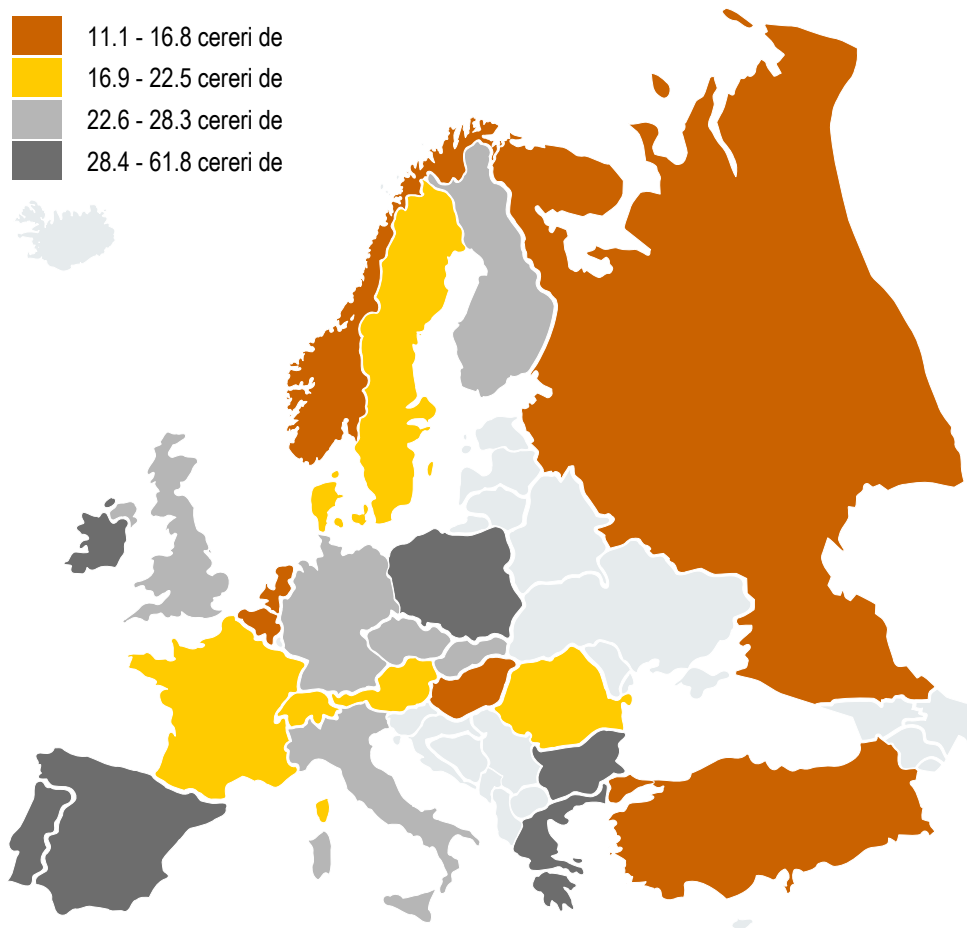 11.1 - 16.8 cereri de
16.9 - 22.5 cereri de
22.6 - 28.3 cereri de
28.4 - 61.8 cereri de